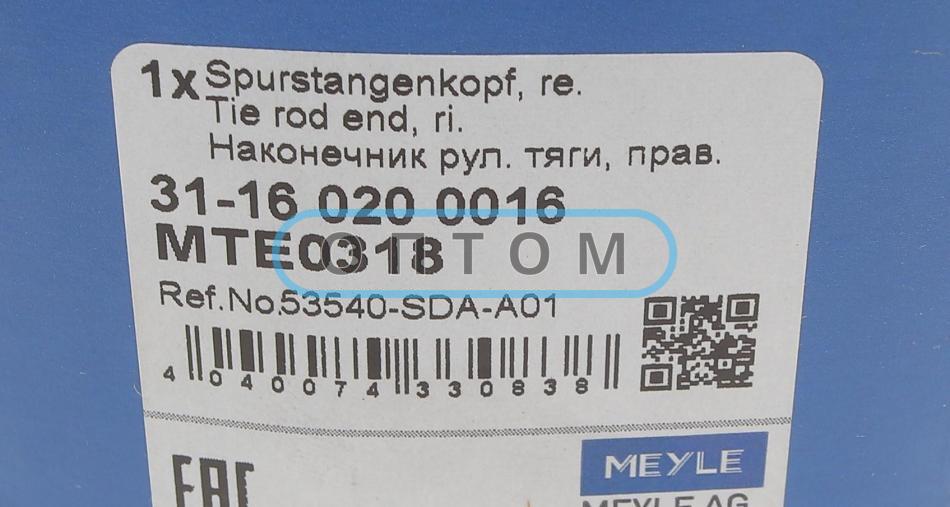 1x Spurstangenkopf, re.
Tie rod end, ri.
Наконечник рул. тяги, прав.
31-16 020 0016
MTE0318
ОПТОМ
Ref.No.53540-SDA-A01
4 040074 330838
EAC
MEYLE
MEYLE AG